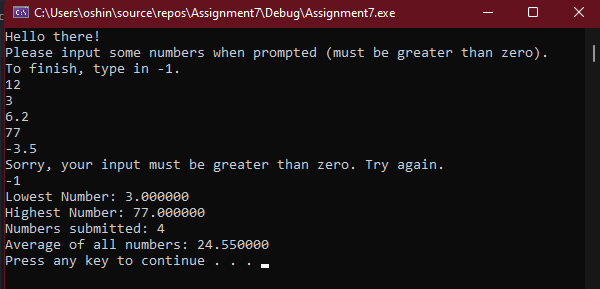 C:\Users\oshin\source\repos\Assignment7\Debug\Assignment7.exe
Hello there!
Please input some numbers when prompted (must be greater than zero).
To finish, type in -1.
12
3
6.2
77
-3.5
Sorry, your input must be greater than zero. Try again.
-1
Lowest Number: 3.000000
Highest Number: 77.000000
Numbers submitted: 4
Average of all numbers: 24.550000
Press any key to continue . . .